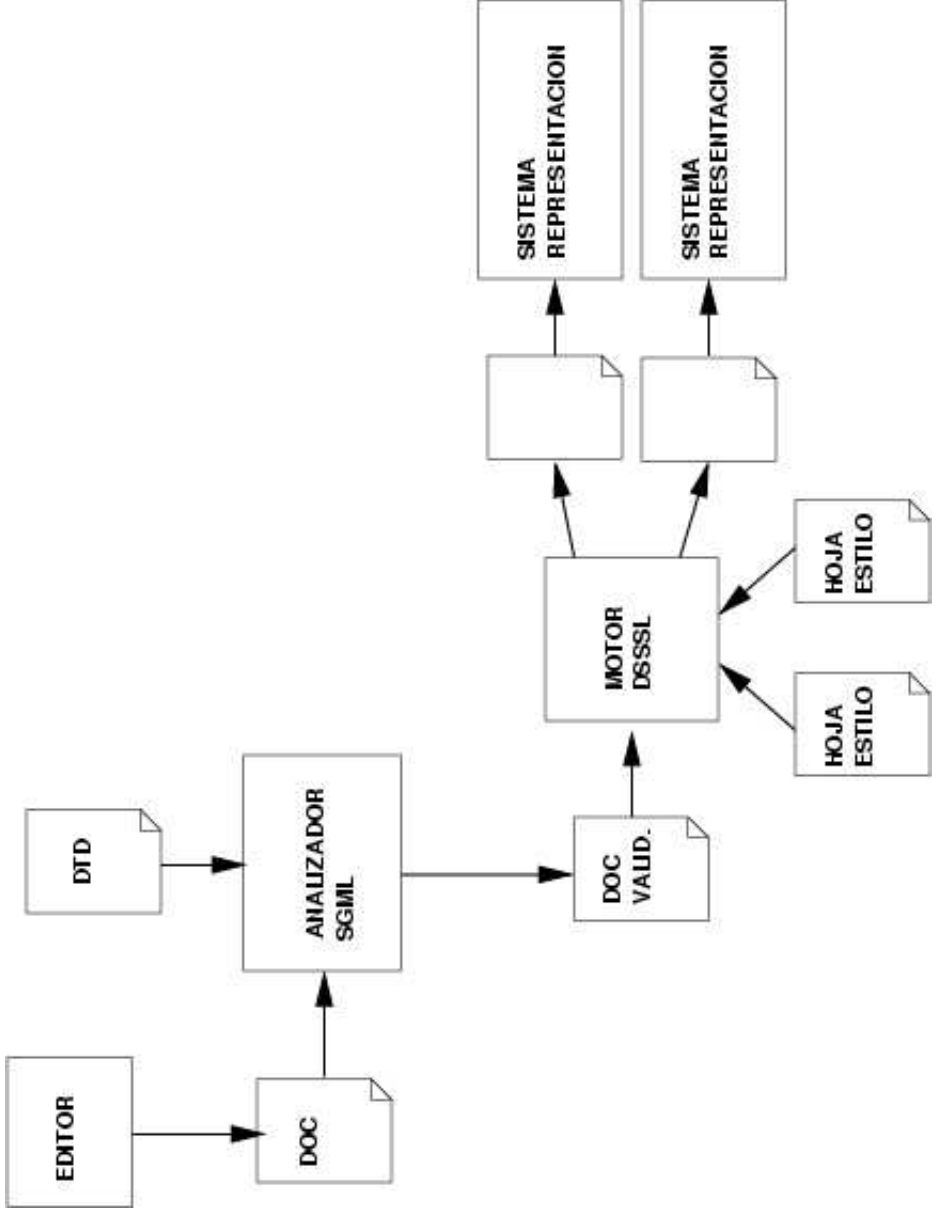 EDITOR
DOC
DTD
ANALIZADOR
SGML
DOC
VALID.
MOTOR
DSSSL
HOJA
ESTILO
HOJA
ESTILO
SISTEMA
REPRESENTACION
SISTEMA
REPRESENTACION